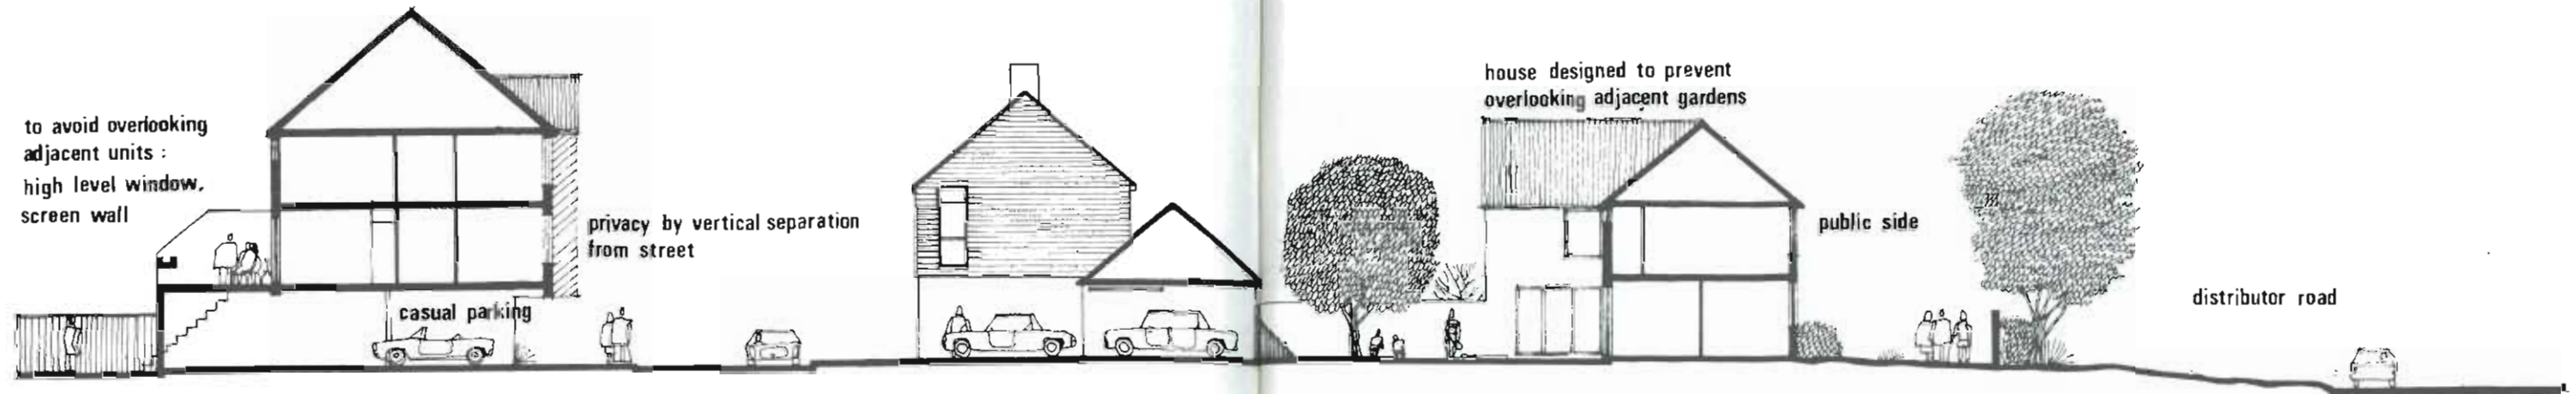 to avoid overlooking
adjacent units :
high level window,
screen wall
privacy by vertical separation
from street
casual parking
house designed to prevent
overlooking adjacent gardens
public side
distributor road